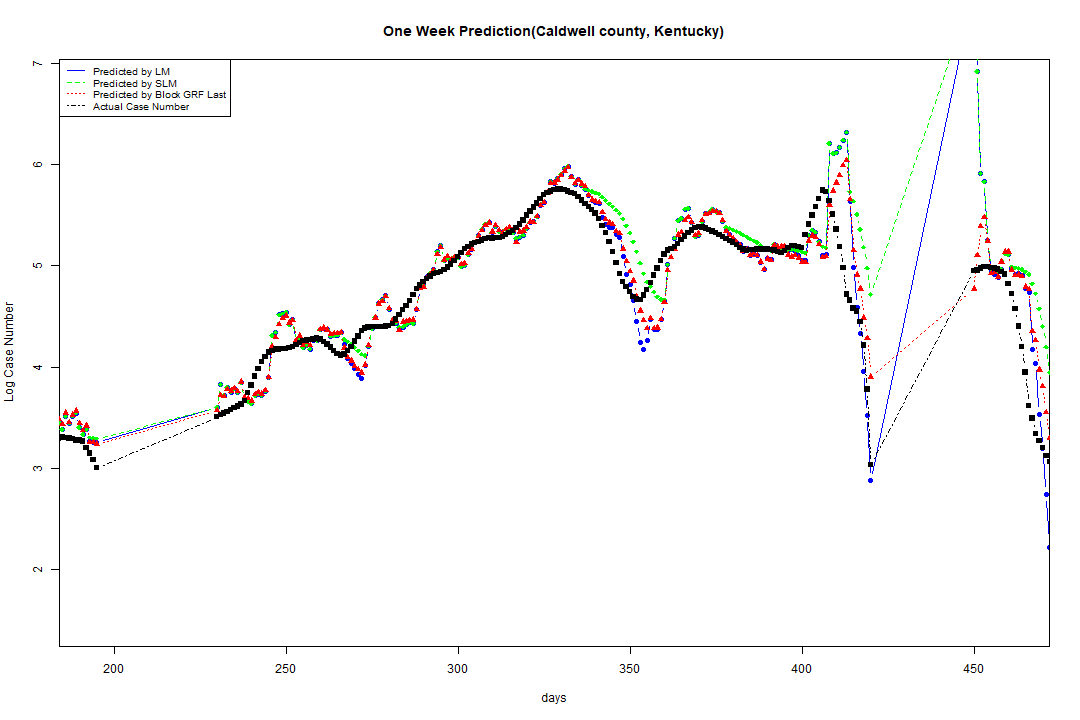 One Week Prediction(Caldwell county, Kentucky)
Predicted by LM
Predicted by SLM
Predicted by Block GRF Last
Actual Case Number
7
6
5
4
3
2
Log Case Number
200 250 300 350 400 450
days